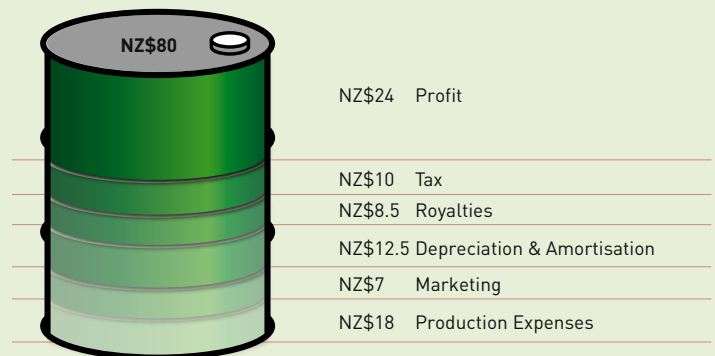 NZ$80
NZ$24 Profit
NZ$10 Tax
NZ$8.5 Royalties
NZ$12.5 Depreciation & Amortisation
NZ$7 Marketing
NZ$18 Production Expenses